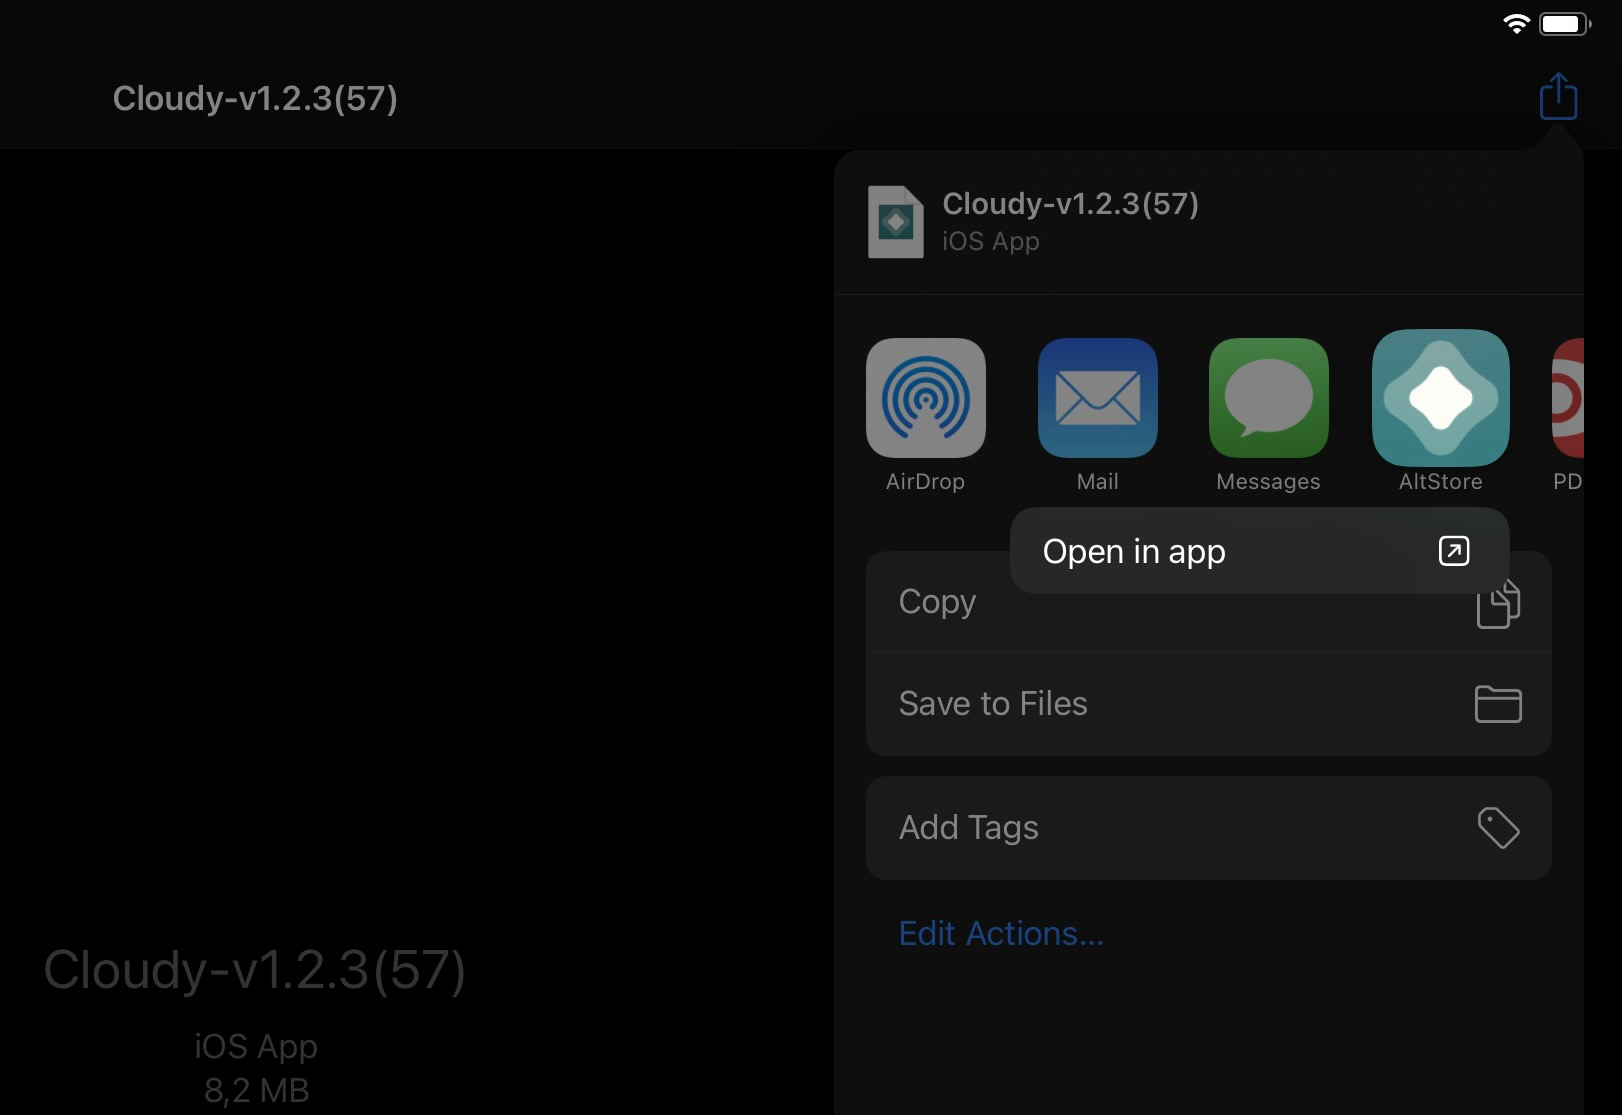 Cloudy-v1.2.3(57)
Cloudy-v1.2.3(57)
iOS App
AirDrop
Mail
Messages
AltStore
PD
Open in app
Copy
Save to Files
Add Tags
Edit Actions...
Cloudy-v1.2.3(57)
iOS App
8,2 MB